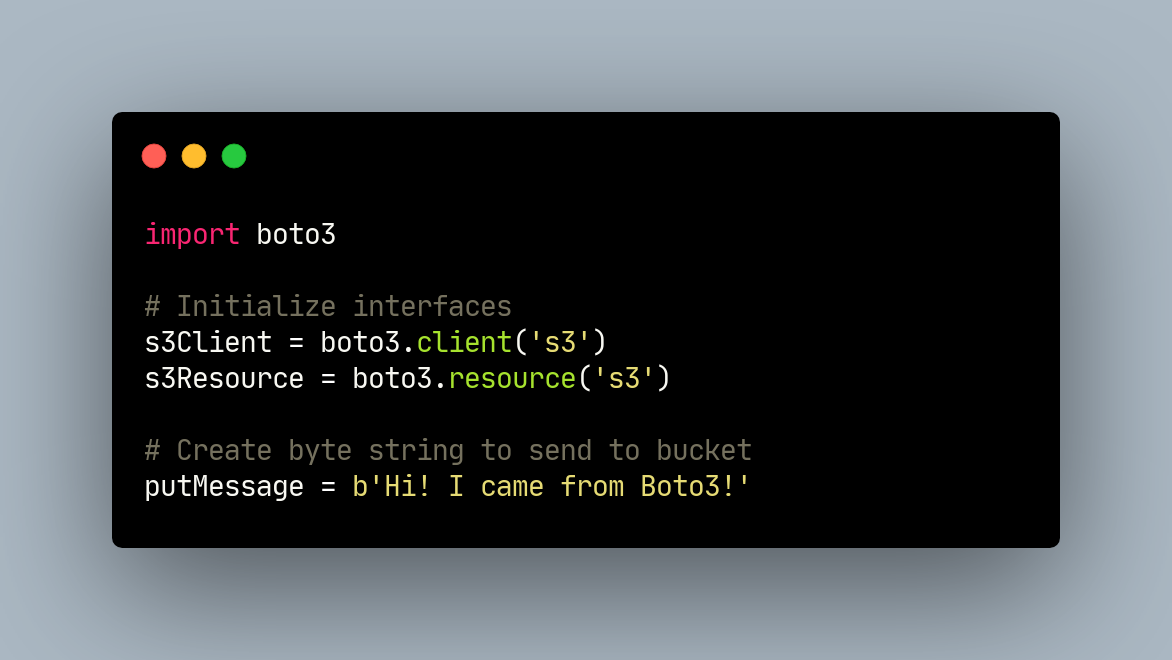 import boto3
# Initialize interfaces
s3Client = boto3.client('s3')
s3Resource = boto3.resource('s3')
# Create byte string to send to bucket
putMessage = b'Hi! I came from Boto3!'